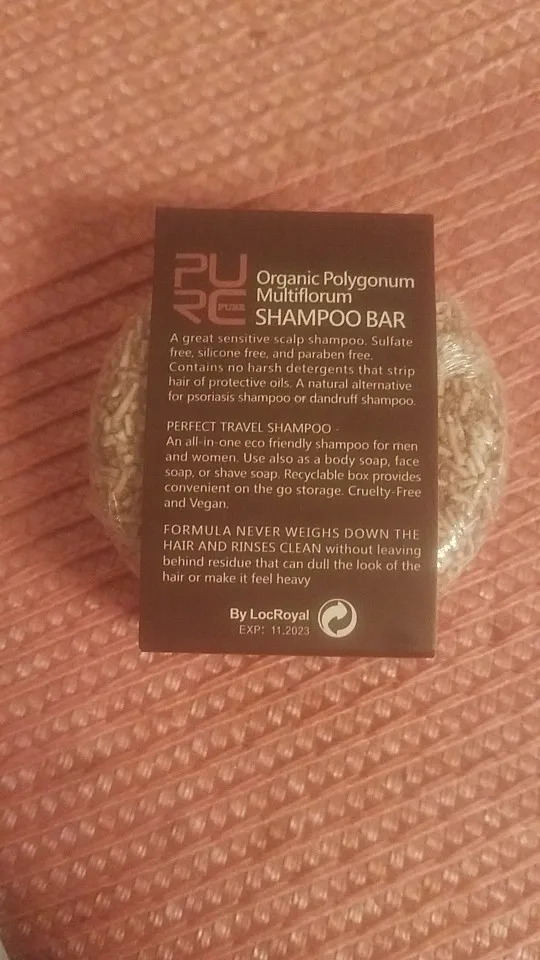 PU
RE PURE
Organic Polygonum
Multiflorum
SHAMPOO BAR
A great sensitive scalp shampoo. Sulfate
free, silicone free, and paraben free.
Contains no harsh detergents that strip
hair of protective oils. A natural alternative
for psoriasis shampoo or dandruff shampoo.
PERFECT TRAVEL SHAMPOO -
An all-in-one eco friendly shampoo for men
and women. Use also as a body soap, face
soap, or shave soap. Recyclable box provides
convenient on the go storage. Cruelty-Free
and Vegan.
FORMULA NEVER WEIGHS DOWN THE
HAIR AND RINSES CLEAN without leaving
behind residue that can dull the look of the
hair or make it feel heavy
By LocRoyal
EXP: 11.2023